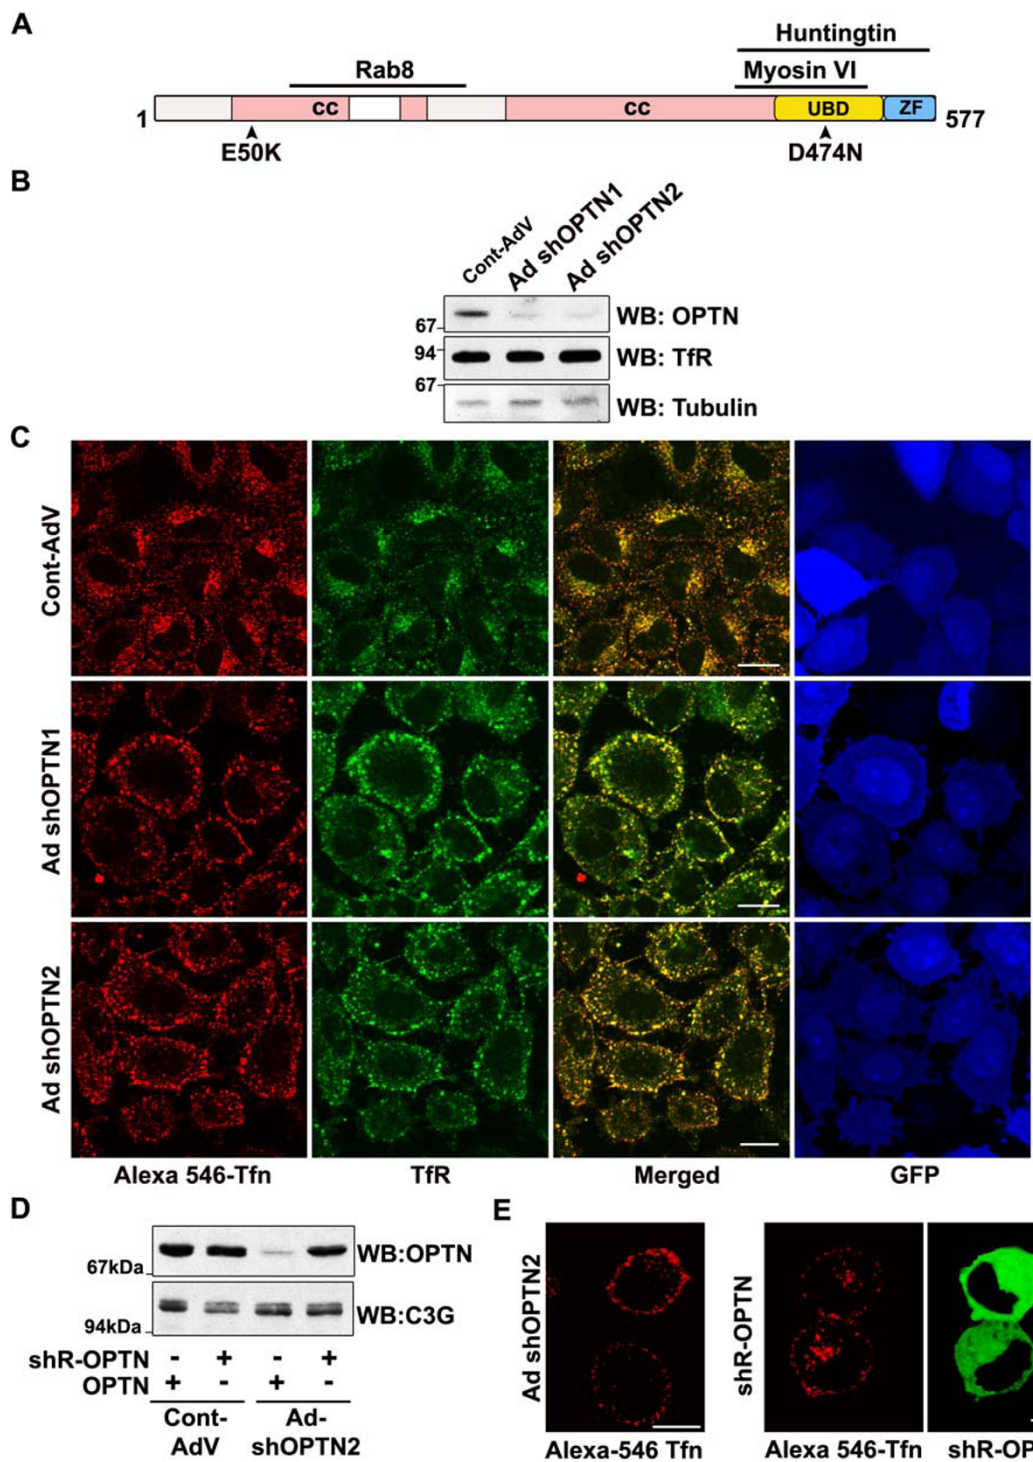 A
Huntingtin
Rab8
Myosin VI
1
cc
cc
UBD
ZF
577
E50K
D474N
B
Cont-AdV
Ad shOPTN1
Ad shOPTN2
67
WB: OPTN
94
WB: TfR
67
WB: Tubulin
C
Cont-AdV
Ad shOPTN1
Ad shOPTN2
Alexa 546-Tfn
TfR
Merged
GFP
D
67kDa
WB:OPTN
94kDa
WB:C3G
shR-OPTN - + - +
OPTN + - + -
Cont-AdV
Ad-shOPTN2
E
Ad shOPTN2
shR-OPTN
Alexa-546 Tfn
Alexa 546-Tfn
shR-OP